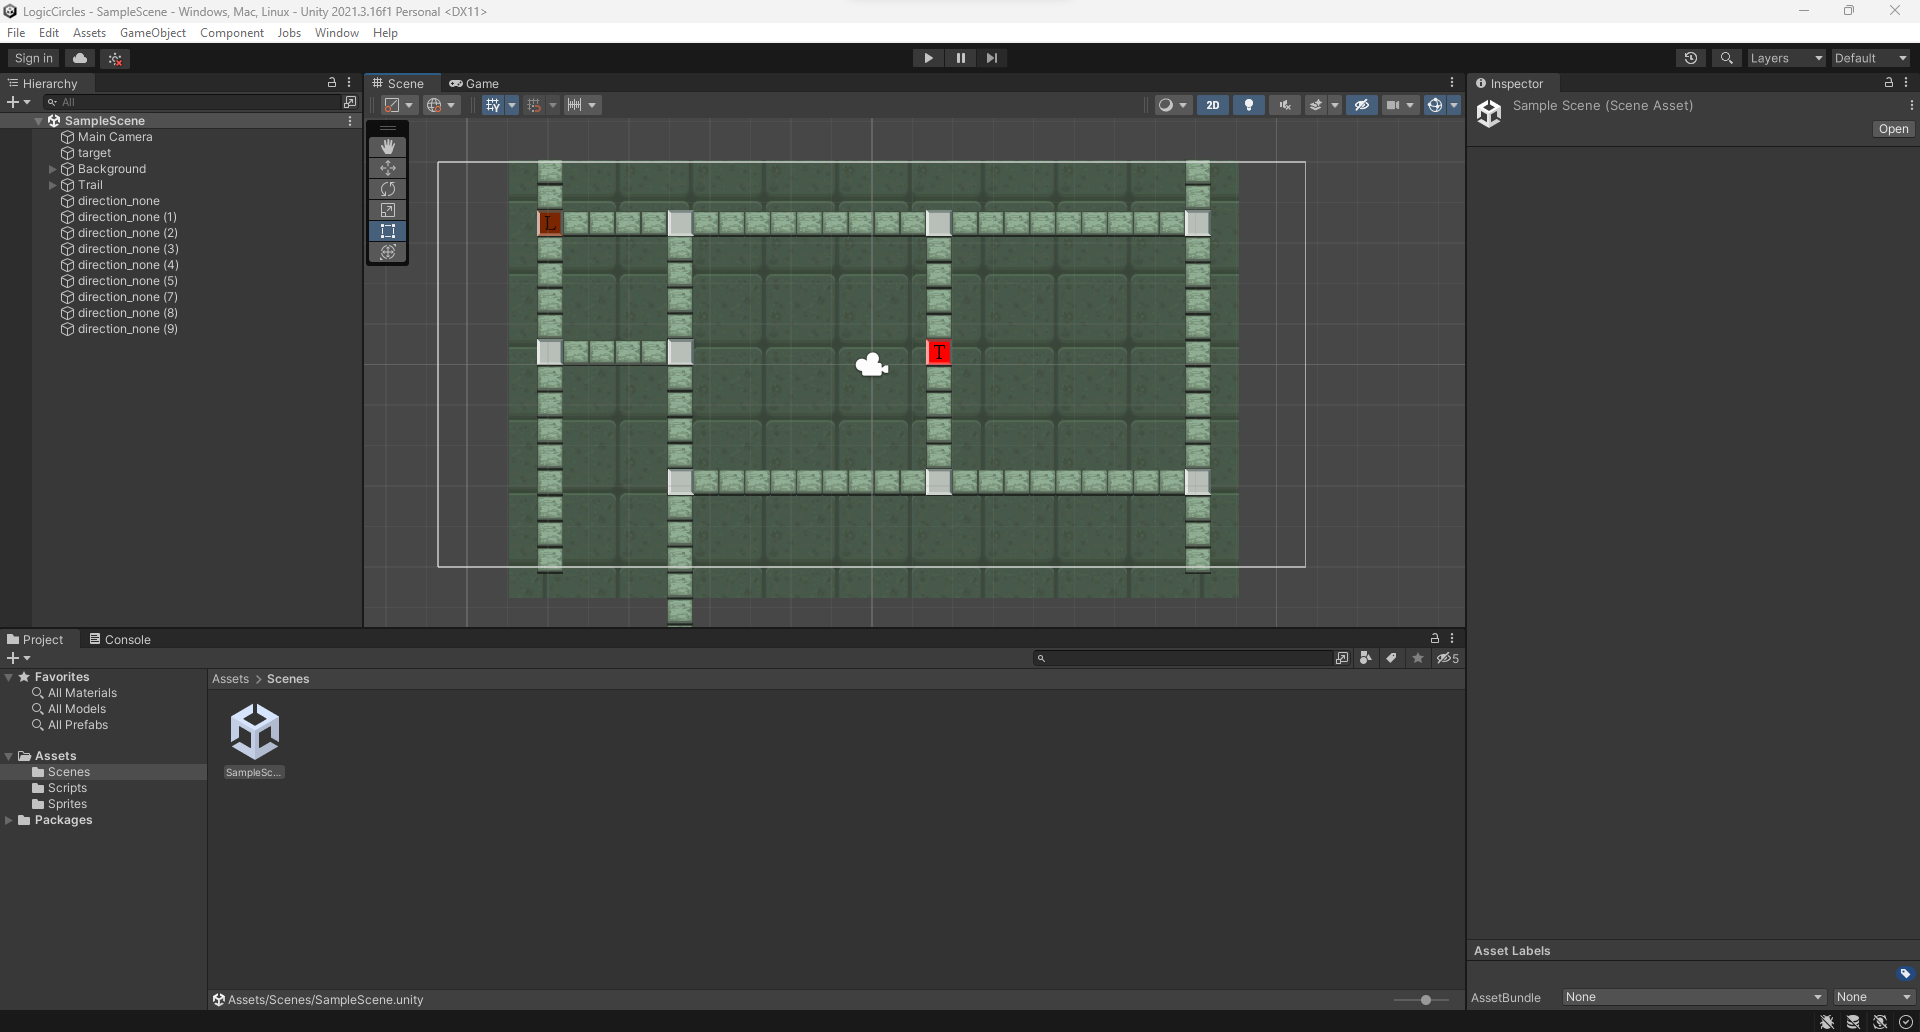 LogicCircles - SampleScene - Windows, Mac, Linux - Unity 2021.3.16f1 Personal <DX11>
File Edit Assets GameObject Component Jobs Window Help
Sign in
Layers
Default
Hierarchy
All
SampleScene
Main Camera
target
Background
Trail
direction_none
direction_none (1)
direction_none (2)
direction_none (3)
direction_none (4)
direction_none (5)
direction_none (7)
direction_none (8)
direction_none (9)
Scene
Game
2D
L
T
Inspector
Sample Scene (Scene Asset)
Open
Project
Console
5
Favorites
All Materials
All Models
All Prefabs
Assets
Scenes
Scripts
Sprites
Packages
Assets > Scenes
SampleSc...
Assets/Scenes/SampleScene.unity
Asset Labels
AssetBundle
None
None